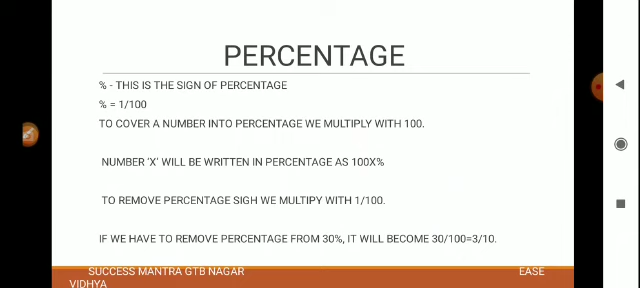 PERCENTAGE
% - THIS IS THE SIGN OF PERCENTAGE
% = 1/100
TO COVER A NUMBER INTO PERCENTAGE WE MULTIPLY WITH 100.
NUMBER 'X' WILL BE WRITTEN IN PERCENTAGE AS 100X%
TO REMOVE PERCENTAGE SIGH WE MULTIPY WITH 1/100.
IF WE HAVE TO REMOVE PERCENTAGE FROM 30%, IT WILL BECOME 30/100=3/10.
SUCCESS MANTRA GTB NAGAR EASE
VIDHYA